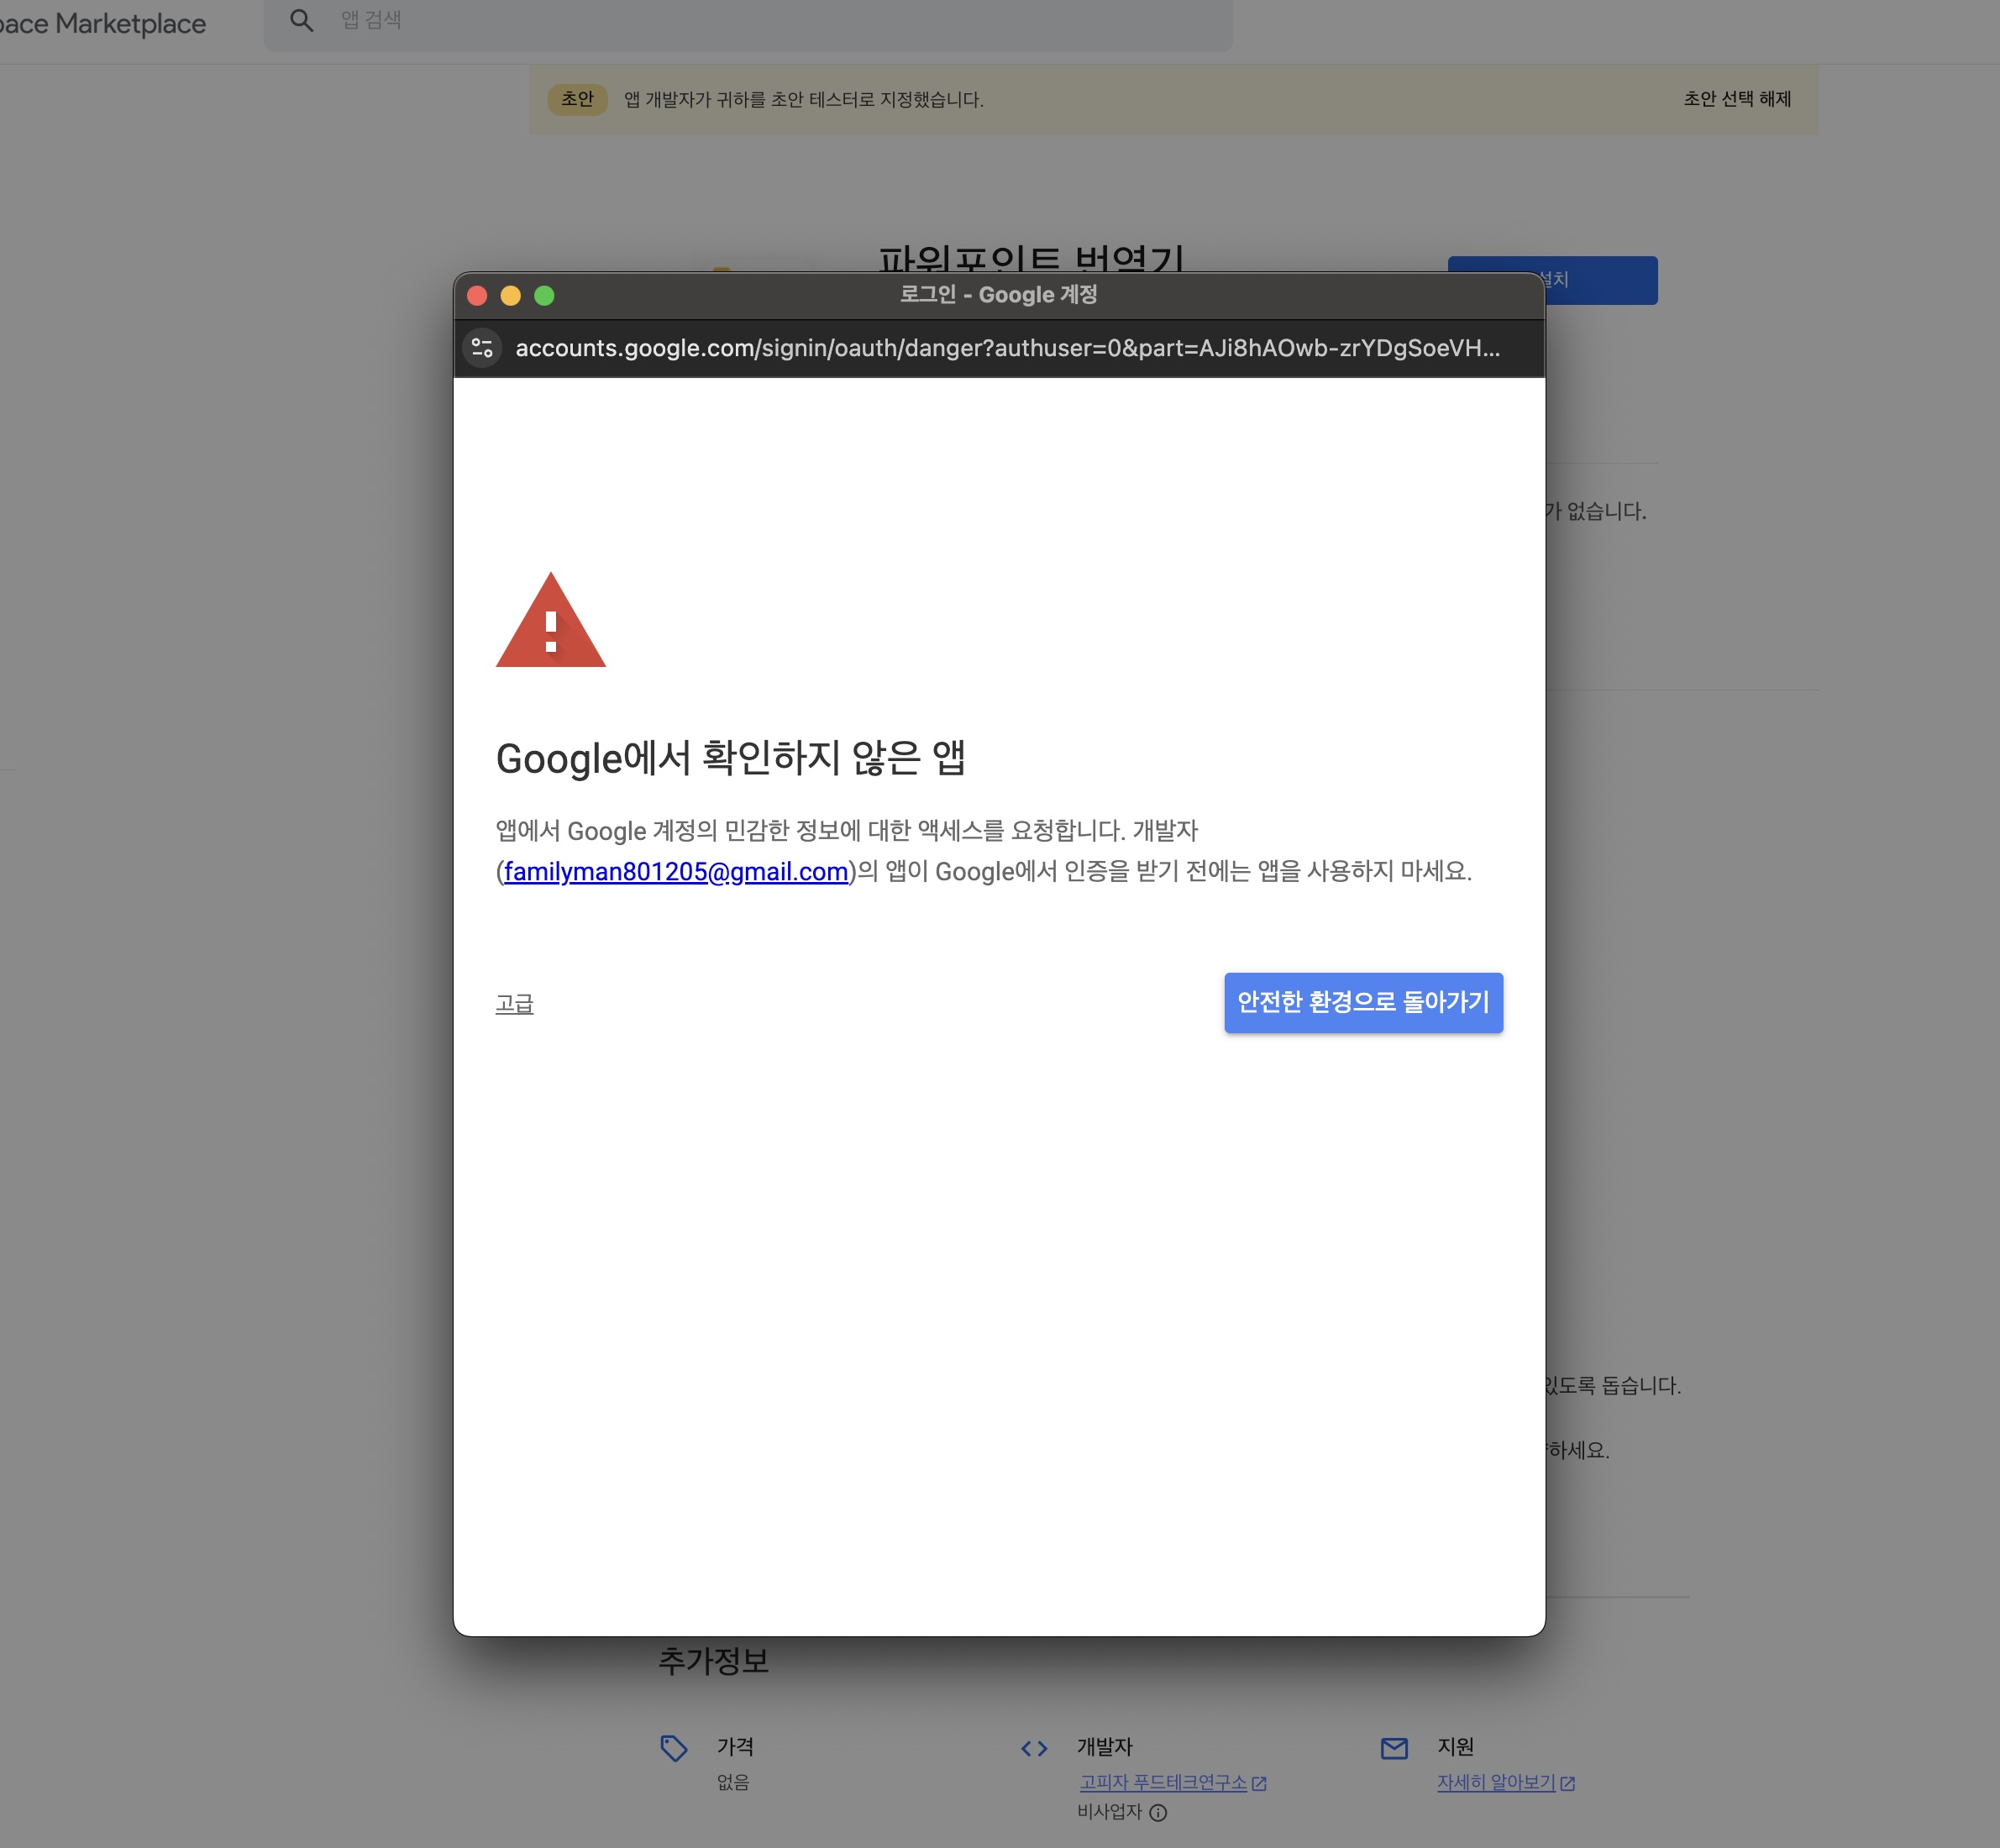 pace Marketplace
앱 검색
초안 앱 개발자가 귀하를 초안 테스터로 지정했습니다. 초안 선택 해제
파워포인트 번역기
설치
로그인 - Google 계정
accounts.google.com/signin/oauth/danger?authuser=0&part=AJi8hAOwb-zrYDgSoeVH...
가 없습니다.
Google에서 확인하지 않은 앱
앱에서 Google 계정의 민감한 정보에 대한 액세스를 요청합니다. 개발자
(familyman801205@gmail.com)의 앱이 Google에서 인증을 받기 전에는 앱을 사용하지 마세요.
고급
안전한 환경으로 돌아가기
있도록 돕습니다.
하세요.
추가정보
가격
없음
개발자
고피자 푸드테크연구소
비사업자
지원
자세히 알아보기